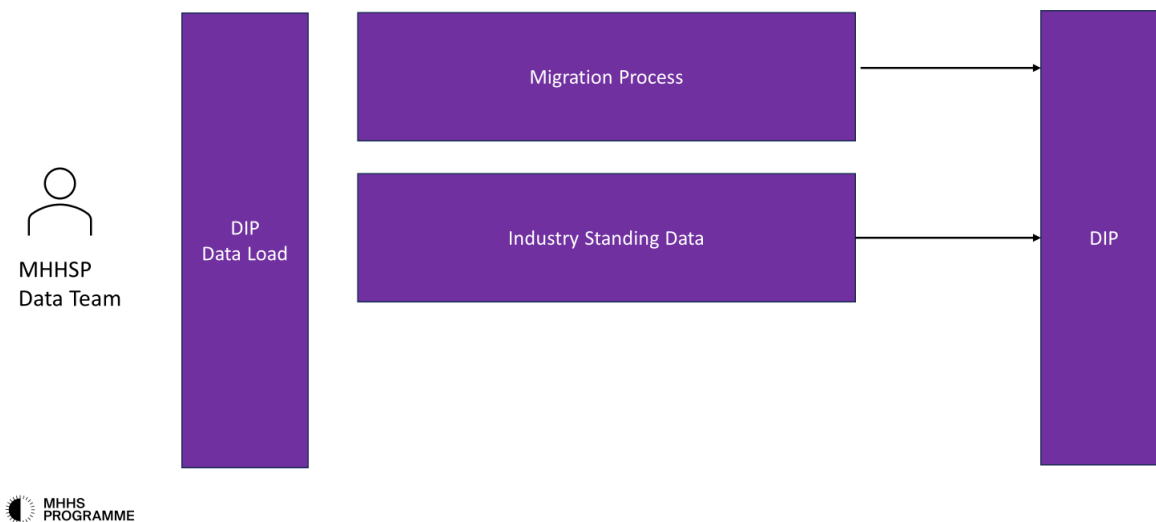 Migration Process
DIP
Data Load
Industry Standing Data
DIP
MHHSP
Data Team
MHHS
PROGRAMME